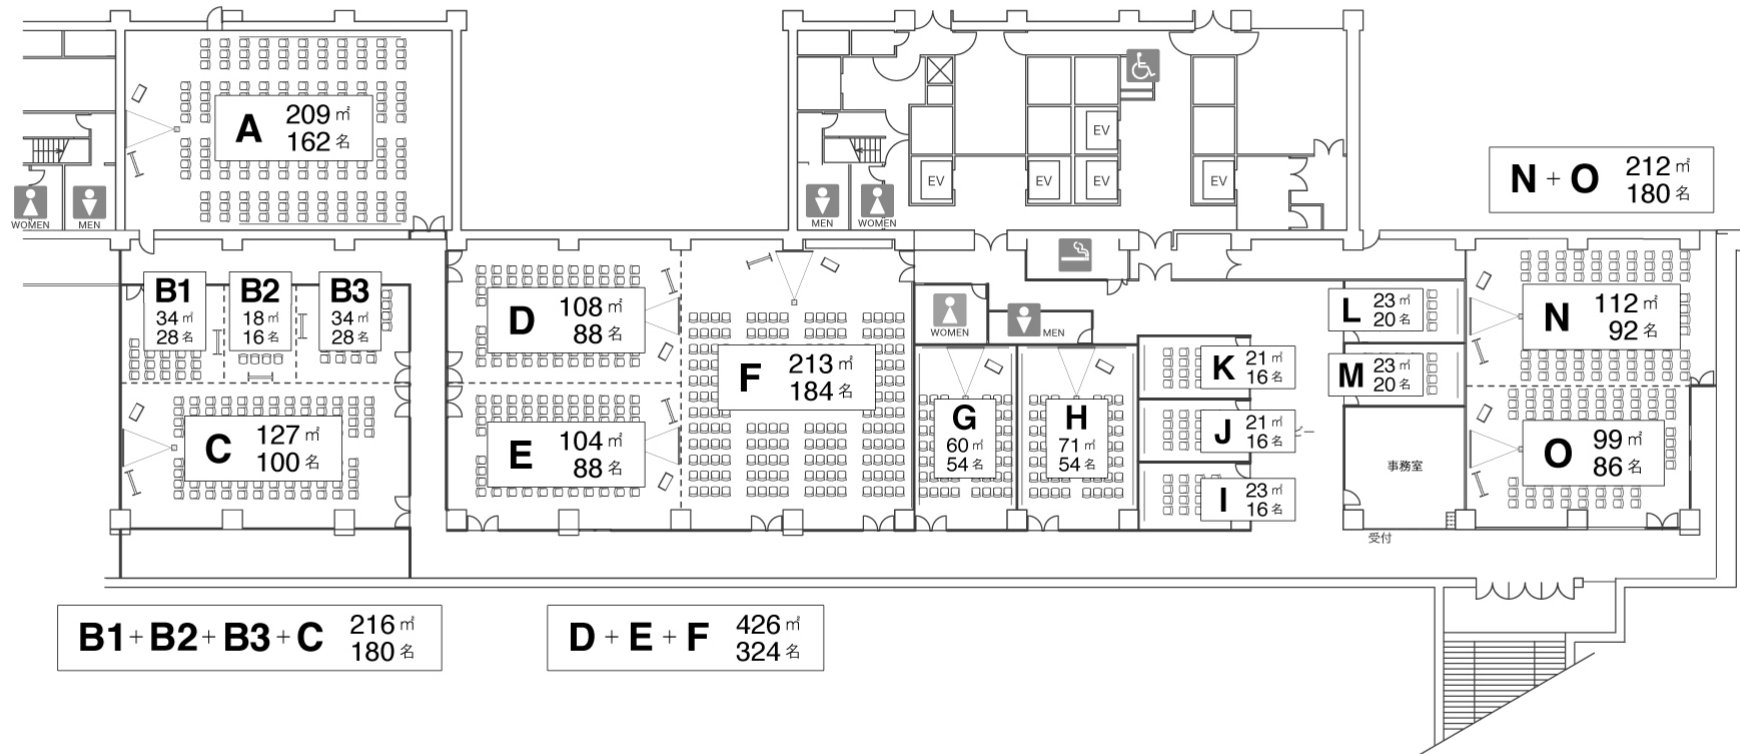 A 209㎡
162名
WOMEN
MEN
MEN
WOMEN
EV
EV
EV
EV
EV
N + O 212㎡
180名
B1
34㎡
28名
B2
18㎡
16名
B3
34㎡
28名
C 127㎡
100名
D 108㎡
88名
E 104㎡
88名
F 213㎡
184名
WOMEN
MEN
G
60㎡
54名
H
71㎡
54名
K 21㎡
16名
J 21㎡
16名
I 23㎡
16名
L 23㎡
20名
M 23㎡
20名
事務室
受付
N 112㎡
92名
O 99㎡
86名
B1 + B2 + B3 + C 216㎡
180名
D + E + F 426㎡
324名